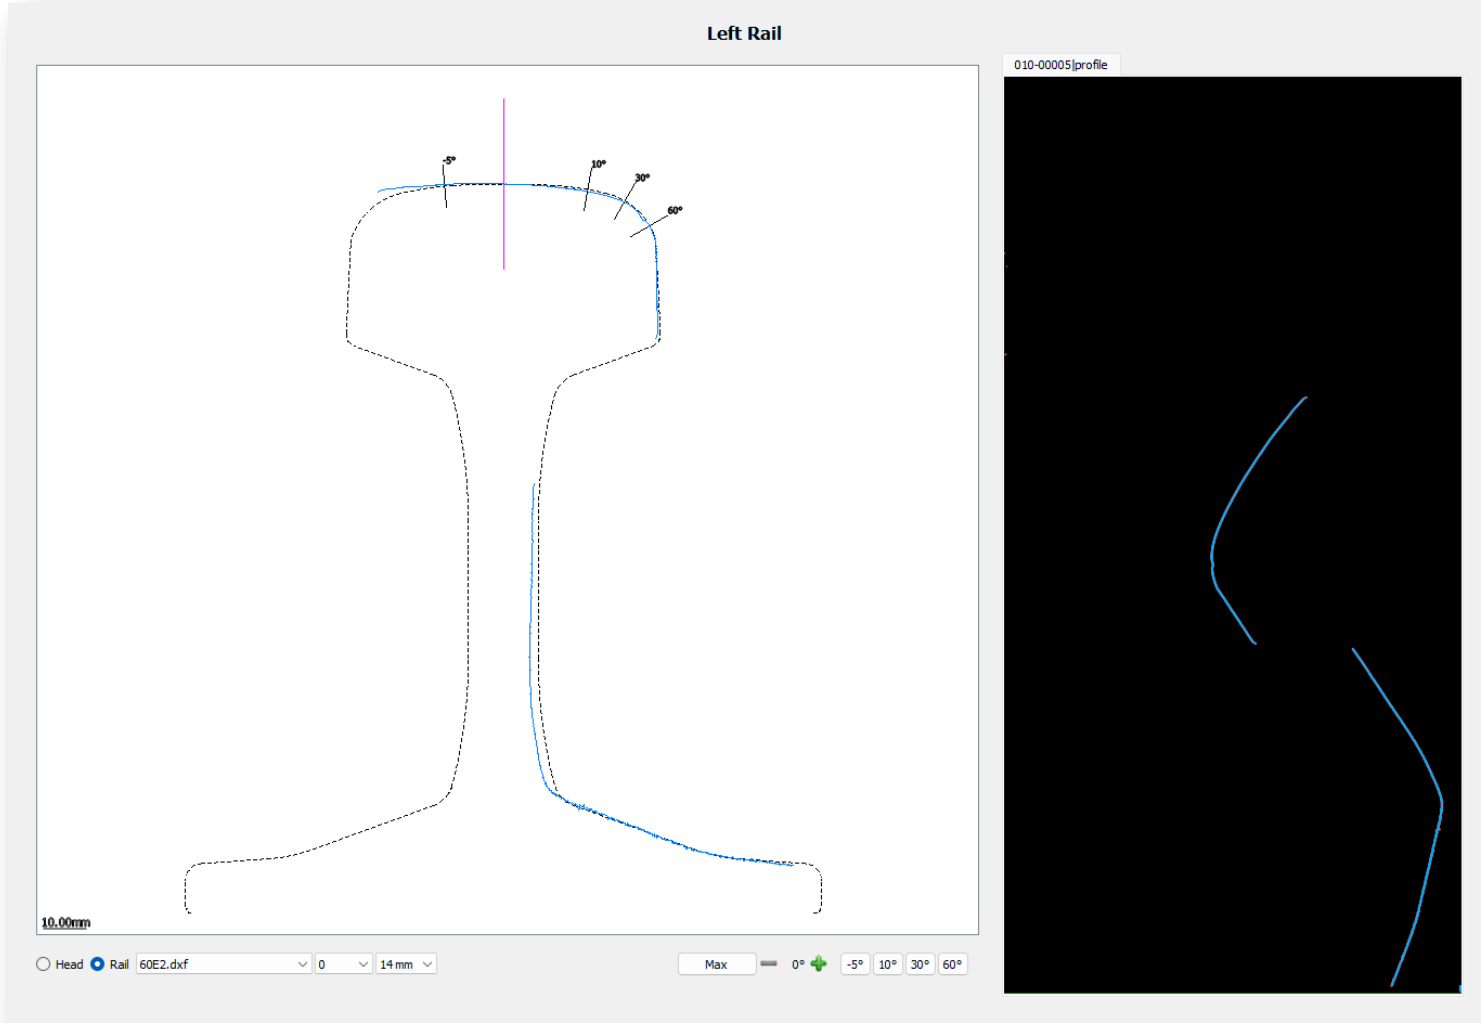 Left Rail
010-00005|profile
-5°
10°
30°
60°
10.00mm
Head Rail 60E2.dxf 0 14 mm Max 0° -5° 10° 30° 60°